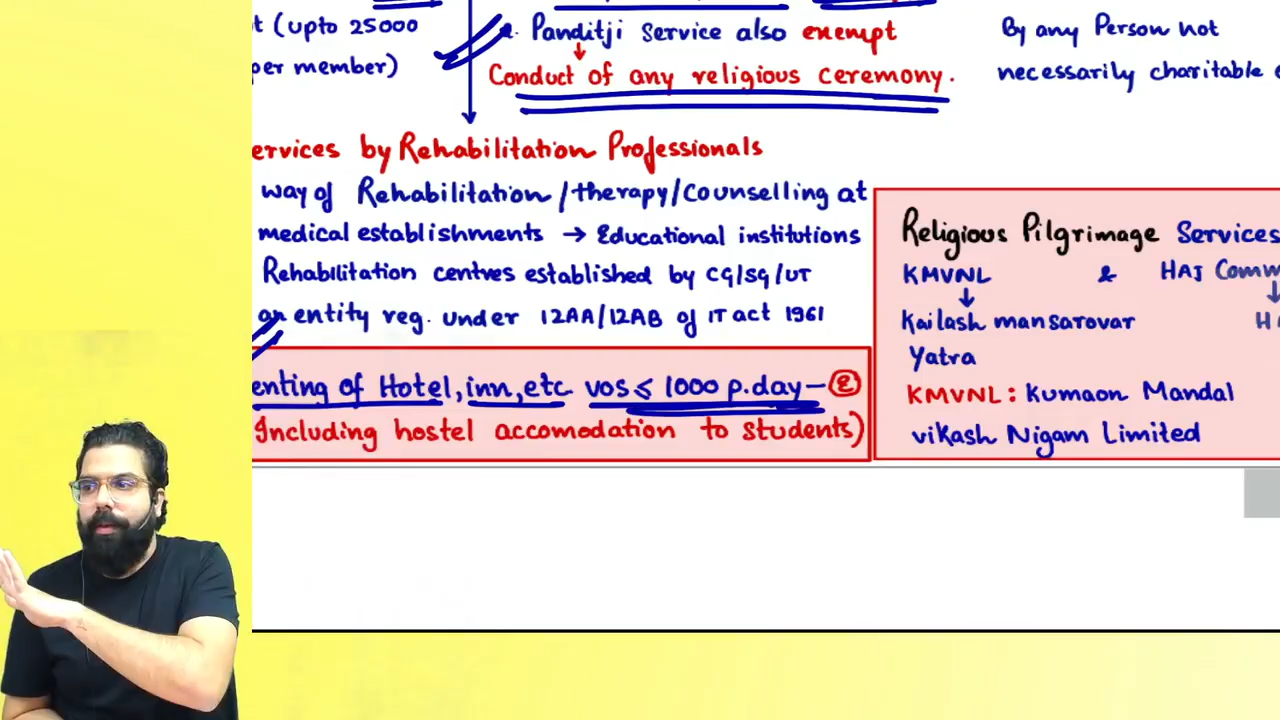 t (upto 25000
per member)
Panditji Service also exempt
Conduct of any religious ceremony.
By any Person not
necessarily charitable
ervices by Rehabilitation Professionals
way of Rehabilitation/therapy/Counselling at
medical establishments → Educational institutions
Rehabilitation centres established by CG/SG/UT
or entity reg. under 12AA/12AB of IT act 1961
enting of Hotel, inn, etc vos ≤ 1000 p.day—
Including hostel accomodation to students)
Religious Pilgrimage Services
KMVNL & HAJ Comm
Kailash mansarovar H
Yatra
KMVNL: Kumaon Mandal
vikash Nigam Limited